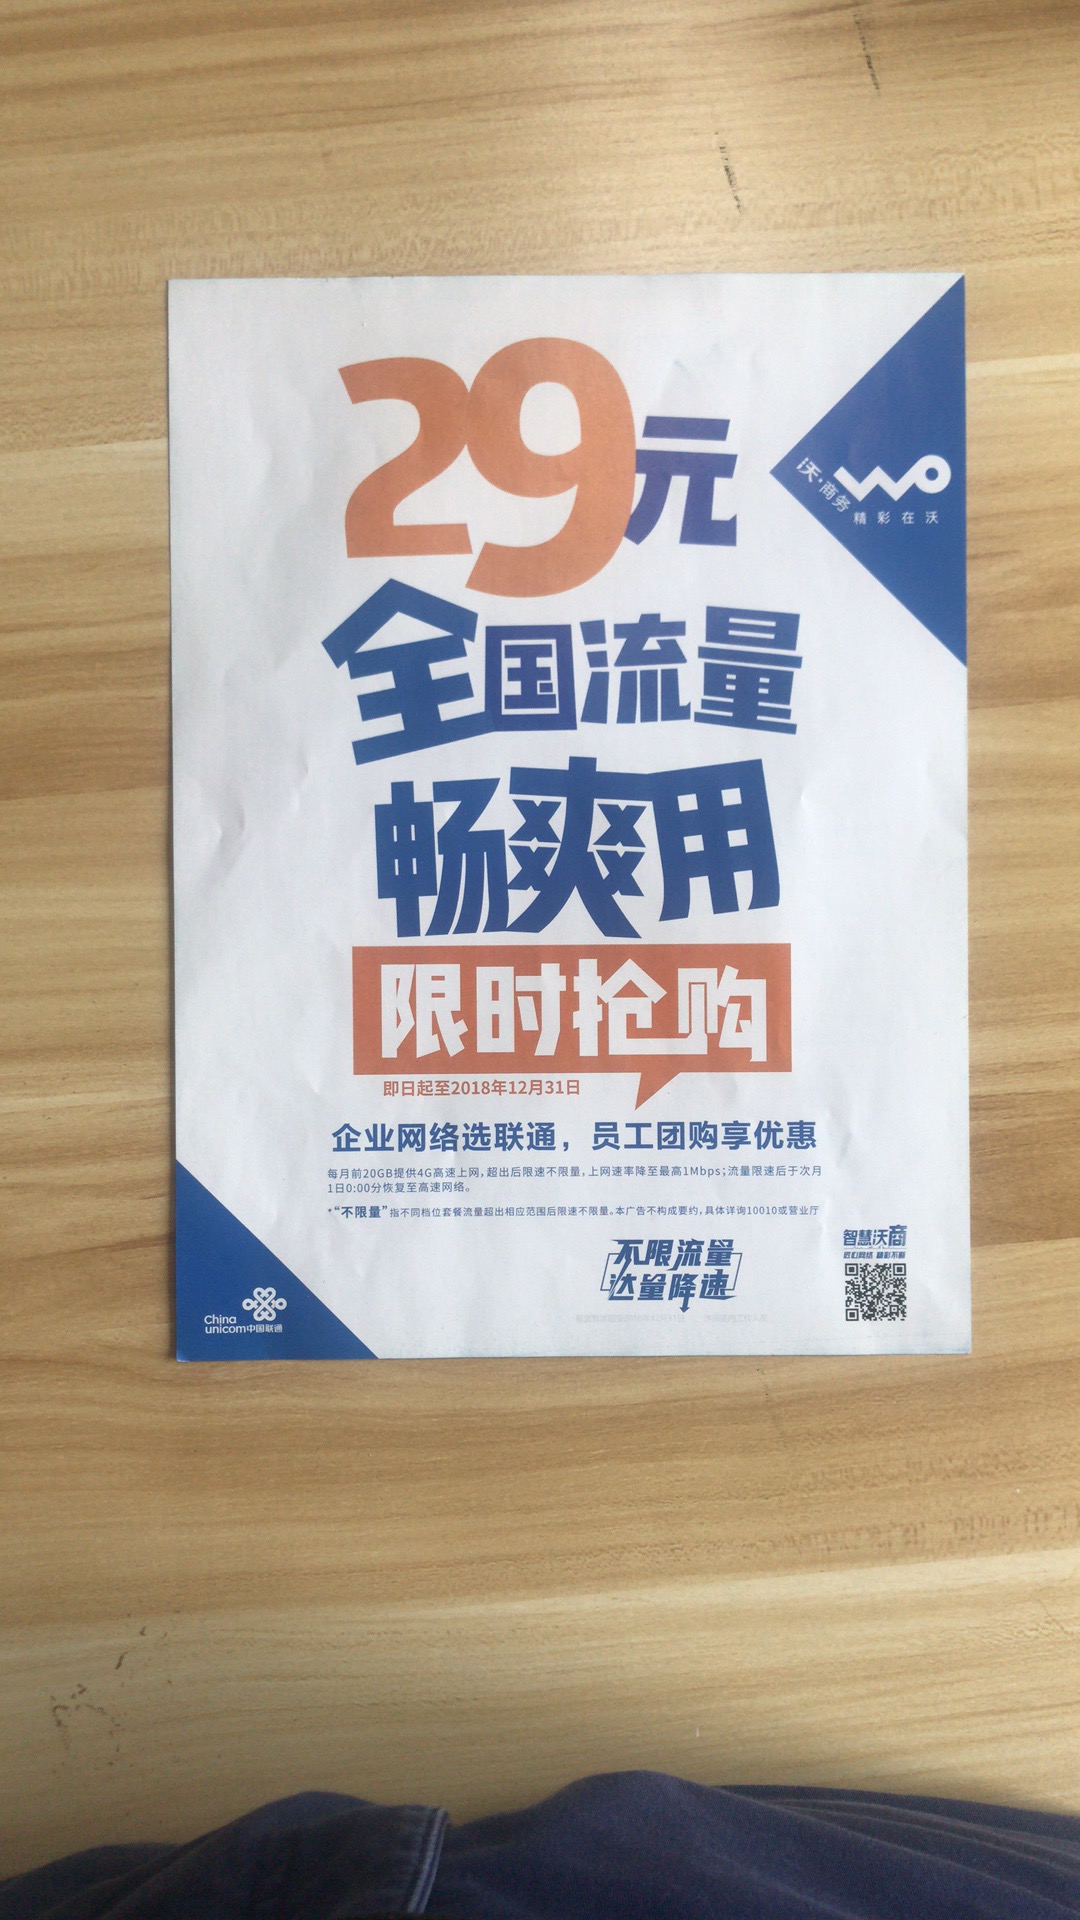 29元
沃·商务
wo
精彩在沃
全国流量
畅爽用
限时抢购
即日起至2018年12月31日
企业网络选联通，员工团购享优惠
每月前20GB提供4G高速上网，超出后限速不限量，上网速率降至最高1Mbps；流量限速后于次月
1日0:00分恢复至高速网络。
*“不限量”指不同档位套餐流量超出相应范围后限速不限量。本广告不构成要约，具体详询10010或营业厅
不限流量
达量降速
智慧沃商
匠心网络 精彩不断
China
unicom中国联通